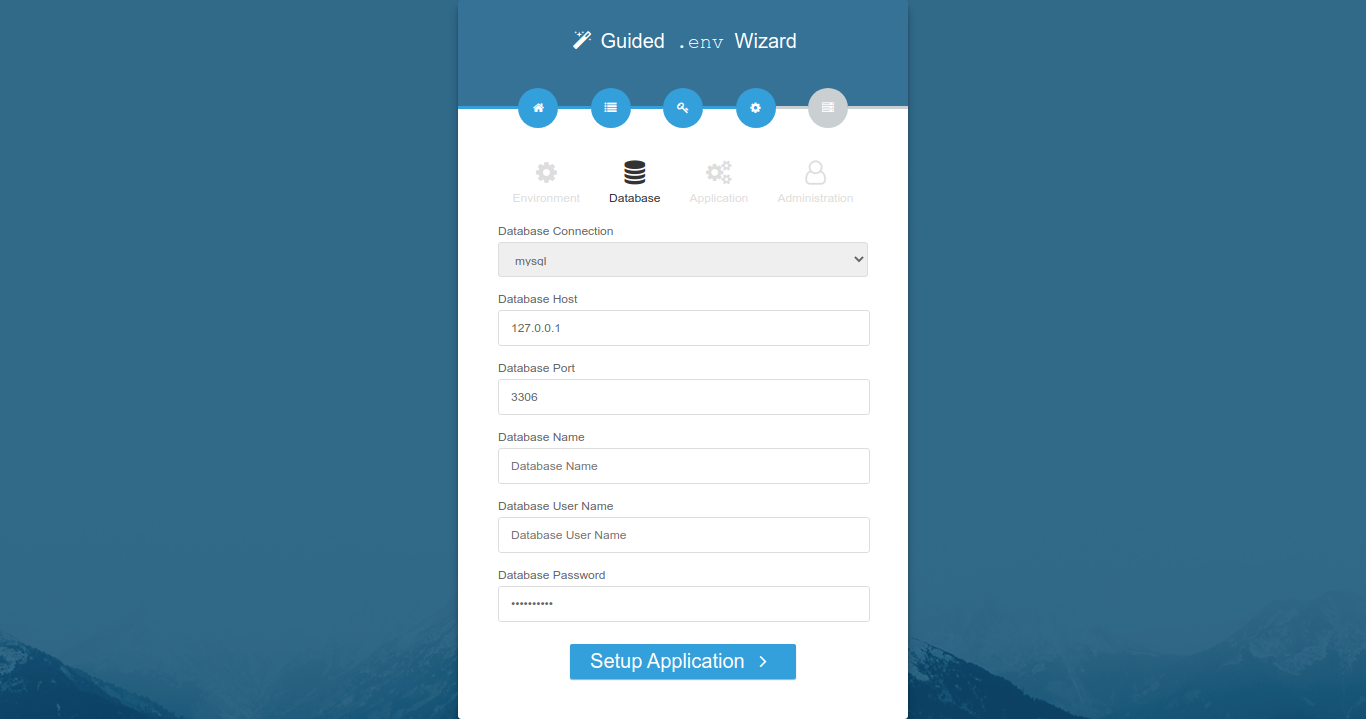 Guided .env Wizard
Environment Database Application Administration
Database Connection
mysql
Database Host
127.0.0.1
Database Port
3306
Database Name
Database Name
Database User Name
Database User Name
Database Password
••••••••••
Setup Application